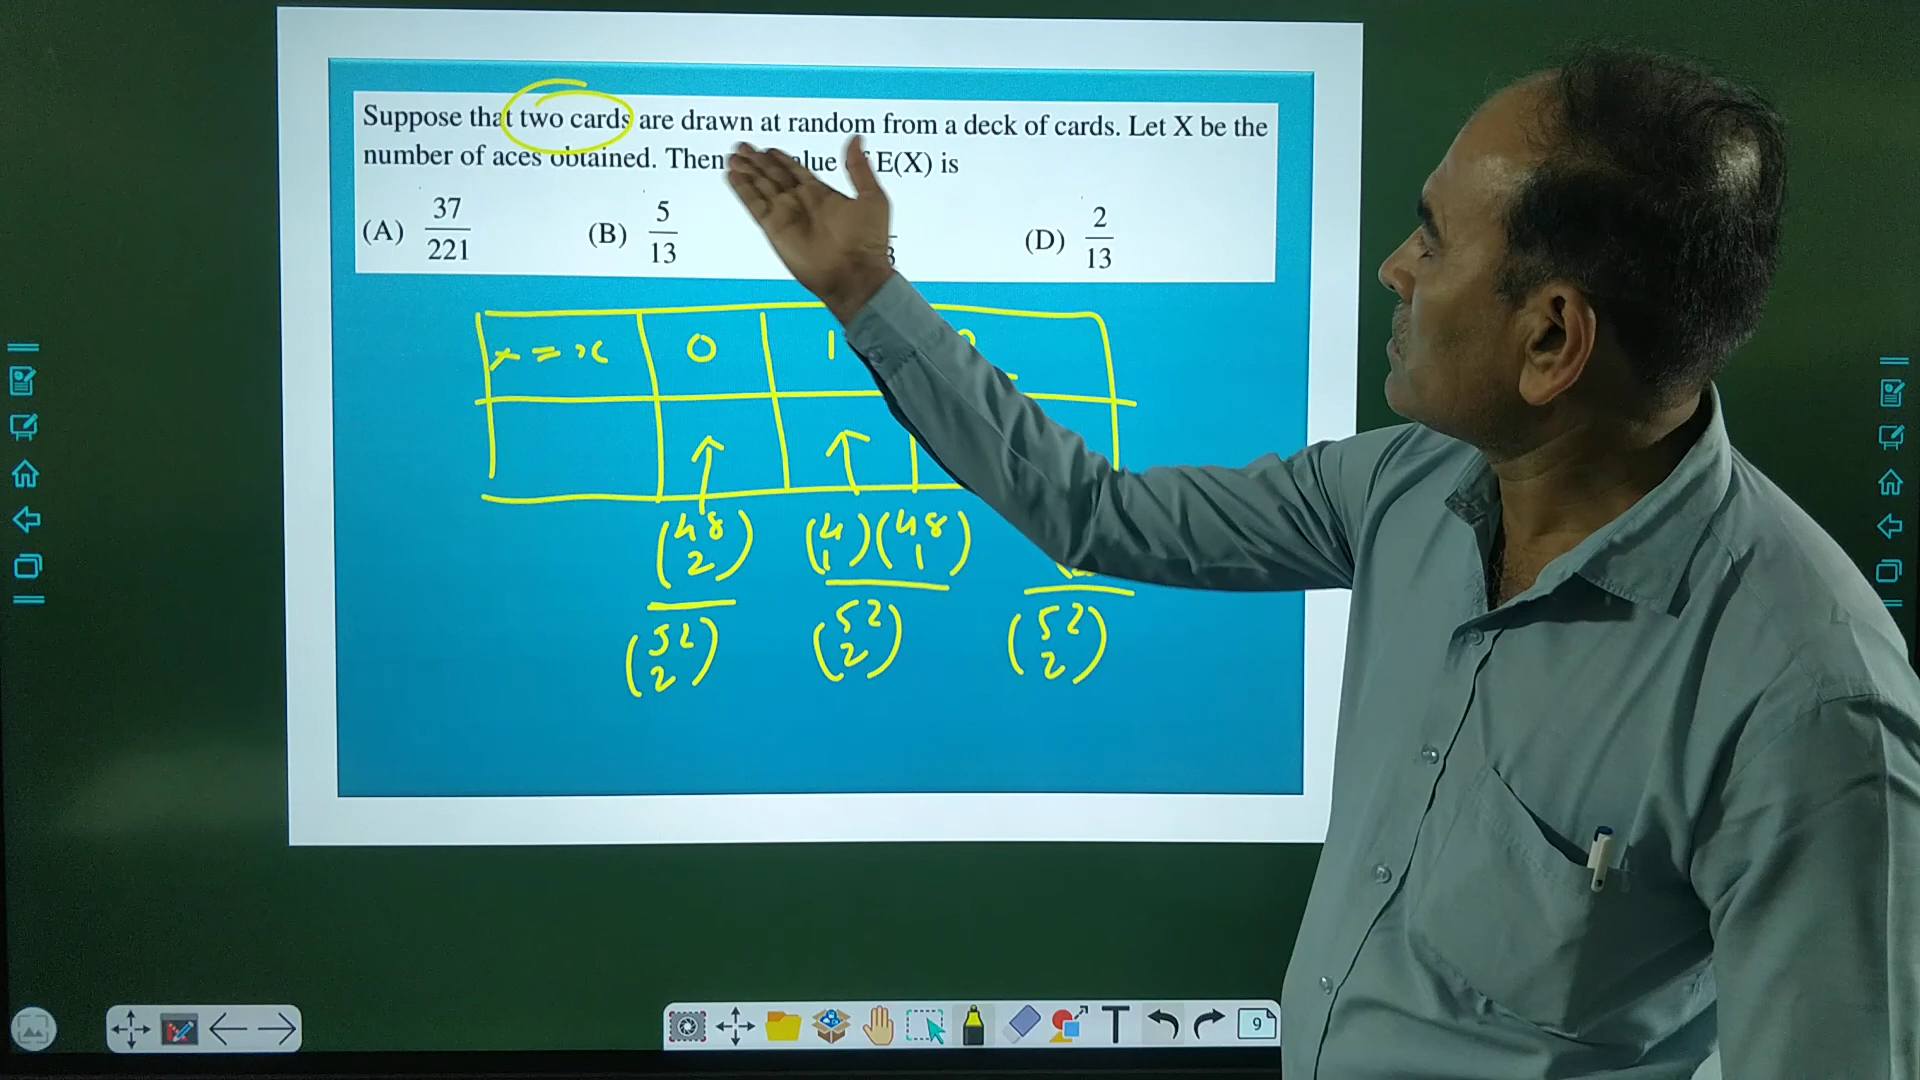 Suppose that two cards are drawn at random from a deck of cards. Let X be the
number of aces obtained. Then value of E(X) is
(A) 37/221 (B) 5/13 (D) 2/13
X = x 0 1
(48 2) (4 1)(48 1)
(52 2) (52 2) (52 2)
9